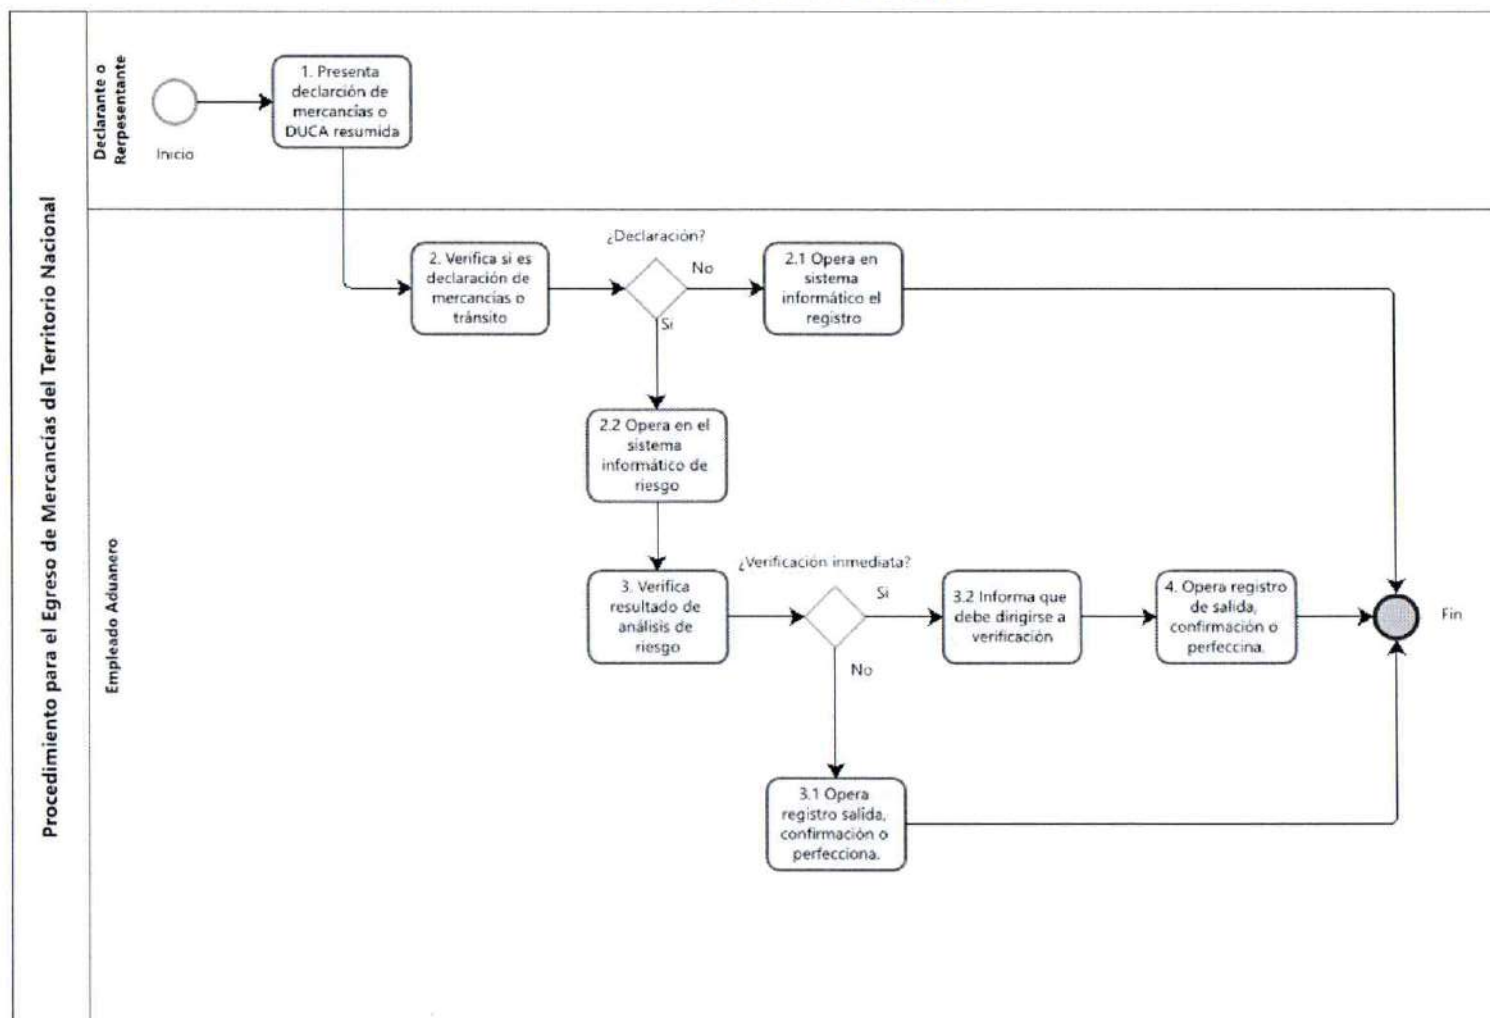 Procedimiento para el Egreso de Mercancías del Territorio Nacional
Declarante o
Rerpesentante
Inicio
1. Presenta
declarción de
mercancías o
DUCA resumida
Empleado Aduanero
2. Verifica si es
declaración de
mercancías o
tránsito
¿Declaración?
No
Si
2.1 Opera en
sistema
informático el
registro
2.2 Opera en el
sistema
informático de
riesgo
3. Verifica
resultado de
análisis de
riesgo
¿Verificación inmediata?
Si
No
3.2 Informa que
debe dirigirse a
verificación
4. Opera registro
de salida,
confirmación o
perfeccina.
Fin
3.1 Opera
registro salida,
confirmación o
perfecciona.